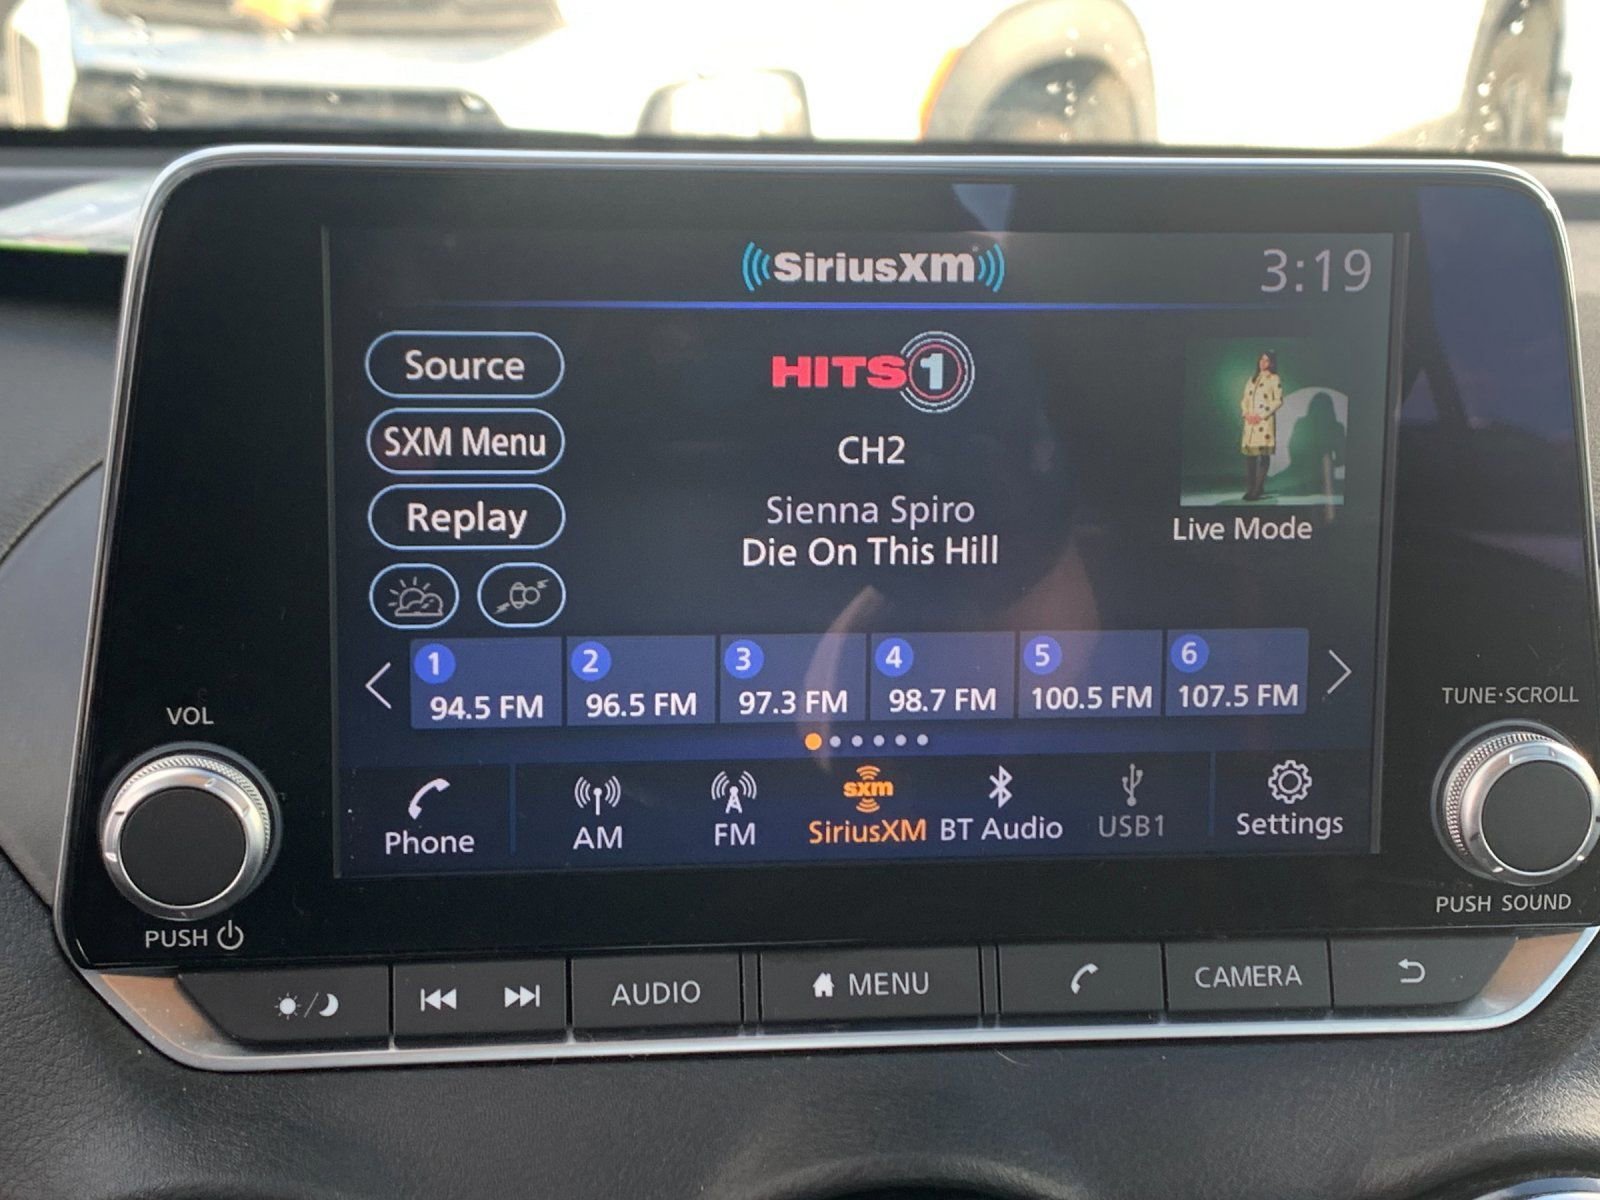 SiriusXM
3:19
Source
HITS 1
SXM Menu
CH2
Replay
Sienna Spiro
Die On This Hill
Live Mode
1 2 3 4 5 6
94.5 FM 96.5 FM 97.3 FM 98.7 FM 100.5 FM 107.5 FM
VOL
TUNE·SCROLL
sxm
Phone AM FM SiriusXM BT Audio USB1 Settings
PUSH
PUSH SOUND
AUDIO MENU CAMERA